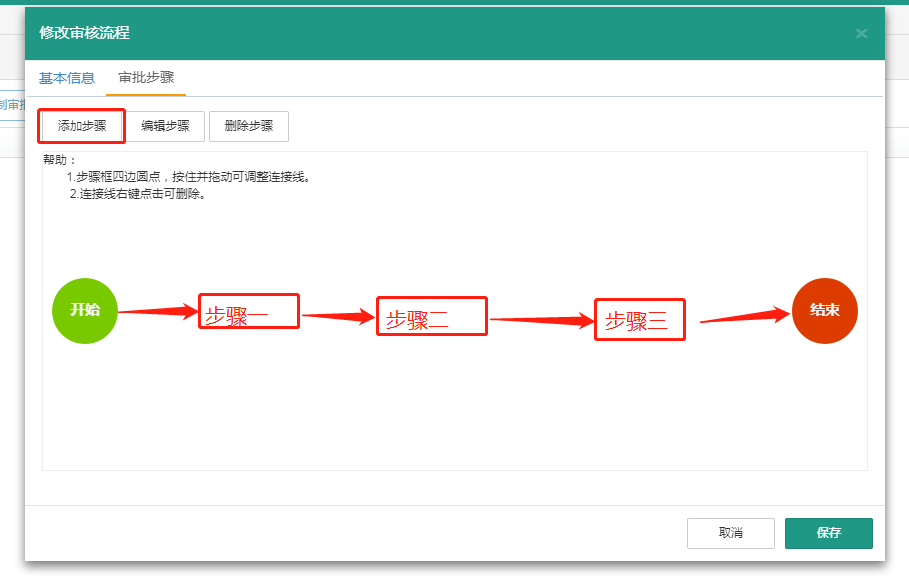 修改审核流程
基本信息 审批步骤
制审批
添加步骤 编辑步骤 删除步骤
帮助：
1.步骤框四边圆点，按住并拖动可调整连接线。
2.连接线右键点击可删除。
开始 步骤一 步骤二 步骤三 结束
取消 保存